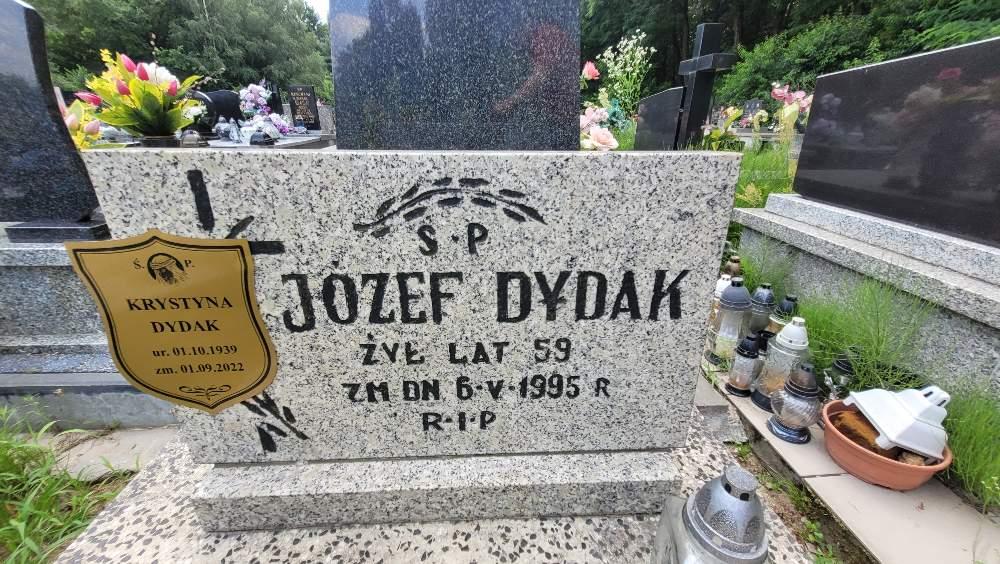 Ś. P.
KRYSTYNA
DYDAK
ur. 01.10.1939
zm. 01.09.2022
Ś·P
JÓZEF DYDAK
ŻYŁ LAT 59
ZM DN 6-V-1995 R
R·I·P